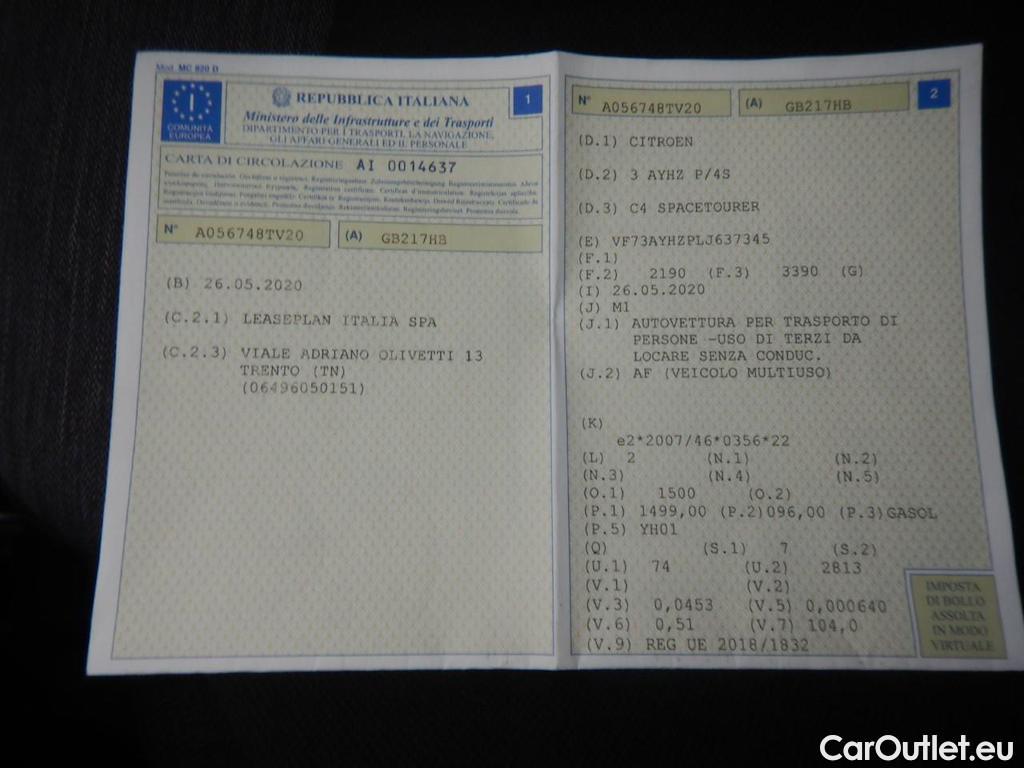 Mod. MC 820 D
I
COMUNITÀ
EUROPEA
REPUBBLICA ITALIANA
Ministero delle Infrastrutture e dei Trasporti
DIPARTIMENTO PER I TRASPORTI, LA NAVIGAZIONE,
GLI AFFARI GENERALI ED IL PERSONALE
1
CARTA DI CIRCOLAZIONE AI 0014637
N° A056748TV20 (A) GB217HB
(B) 26.05.2020
(C.2.1) LEASEPLAN ITALIA SPA
(C.2.3) VIALE ADRIANO OLIVETTI 13
TRENTO (TN)
(06496050151)
N° A056748TV20 (A) GB217HB
2
(D.1) CITROEN
(D.2) 3 AYHZ P/4S
(D.3) C4 SPACETOURER
(E) VF73AYHZPLJ637345
(F.1)
(F.2) 2190 (F.3) 3390 (G)
(I) 26.05.2020
(J) M1
(J.1) AUTOVETTURA PER TRASPORTO DI
PERSONE -USO DI TERZI DA
LOCARE SENZA CONDUC.
(J.2) AF (VEICOLO MULTIUSO)
(K)
e2*2007/46*0356*22
(L) 2 (N.1) (N.2)
(N.3) (N.4) (N.5)
(O.1) 1500 (O.2)
(P.1) 1499,00 (P.2)096,00 (P.3)GASOL
(P.5) YH01
(Q) (S.1) 7 (S.2)
(U.1) 74 (U.2) 2813
(V.1) (V.2)
(V.3) 0,0453 (V.5) 0,000640
(V.6) 0,51 (V.7) 104,0
(V.9) REG UE 2018/1832
IMPOSTA
DI BOLLO
ASSOLTA
IN MODO
VIRTUALE
CarOutlet.eu